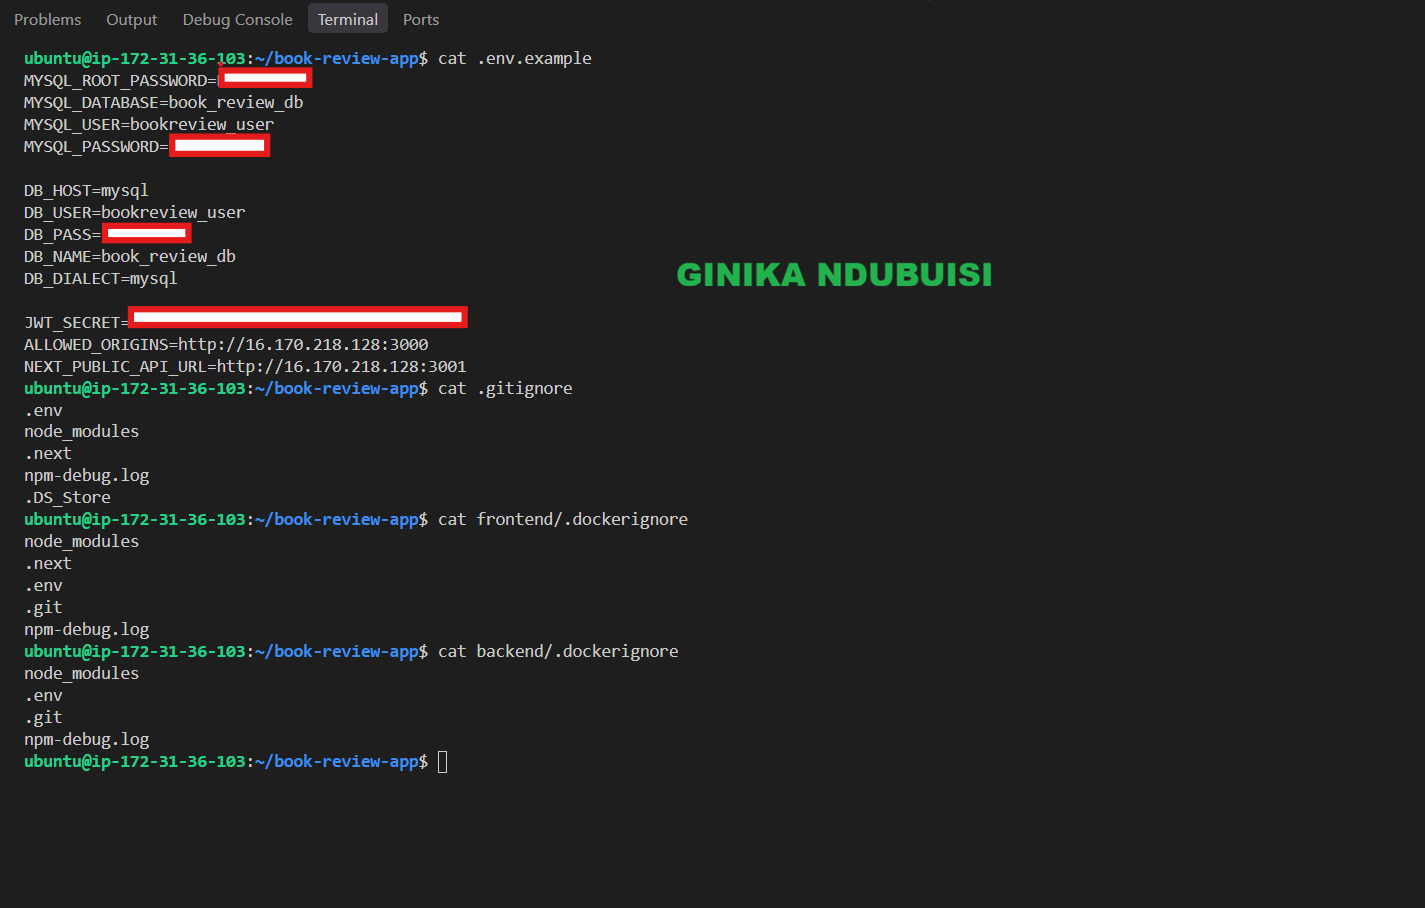 Problems Output Debug Console Terminal Ports
ubuntu@ip-172-31-36-103:~/book-review-app$ cat .env.example
MYSQL_ROOT_PASSWORD=
MYSQL_DATABASE=book_review_db
MYSQL_USER=bookreview_user
MYSQL_PASSWORD=
DB_HOST=mysql
DB_USER=bookreview_user
DB_PASS=
DB_NAME=book_review_db
DB_DIALECT=mysql
GINIKA NDUBUISI
JWT_SECRET=
ALLOWED_ORIGINS=http://16.170.218.128:3000
NEXT_PUBLIC_API_URL=http://16.170.218.128:3001
ubuntu@ip-172-31-36-103:~/book-review-app$ cat .gitignore
.env
node_modules
.next
npm-debug.log
.DS_Store
ubuntu@ip-172-31-36-103:~/book-review-app$ cat frontend/.dockerignore
node_modules
.next
.env
.git
npm-debug.log
ubuntu@ip-172-31-36-103:~/book-review-app$ cat backend/.dockerignore
node_modules
.env
.git
npm-debug.log
ubuntu@ip-172-31-36-103:~/book-review-app$